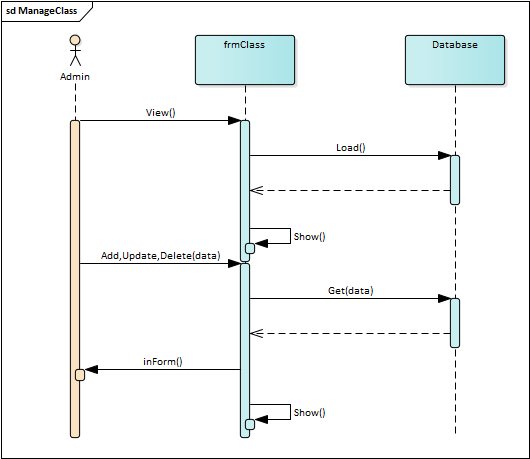 sd ManageClass
frmClass
Database
Admin
View()
Load()
Show()
Add,Update,Delete(data)
Get(data)
inForm()
Show()